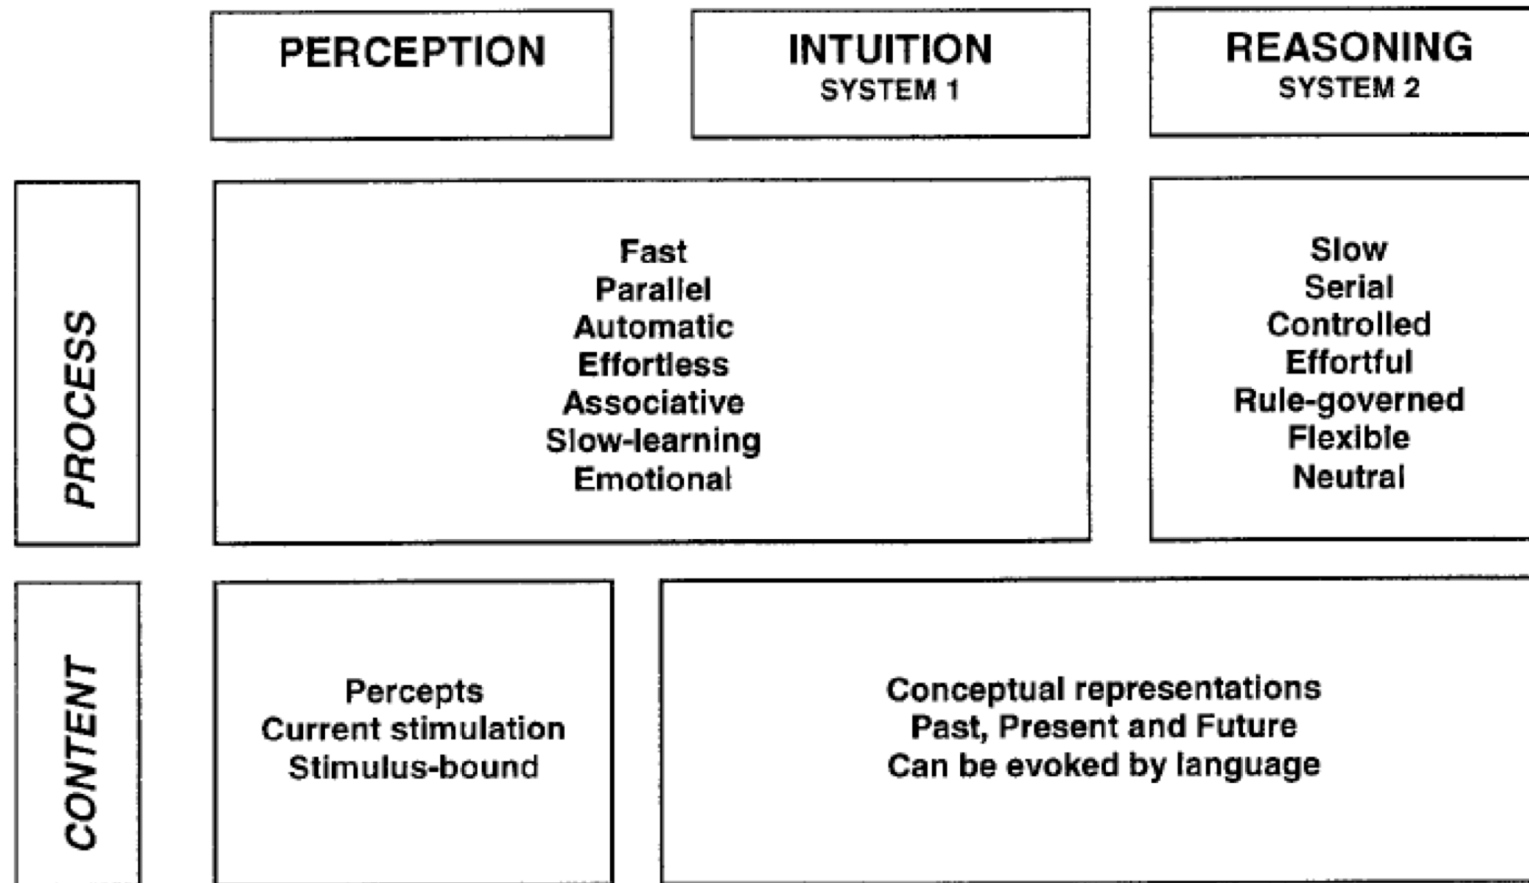 PERCEPTION
INTUITION
SYSTEM 1
REASONING
SYSTEM 2
PROCESS
Fast
Parallel
Automatic
Effortless
Associative
Slow-learning
Emotional
Slow
Serial
Controlled
Effortful
Rule-governed
Flexible
Neutral
CONTENT
Percepts
Current stimulation
Stimulus-bound
Conceptual representations
Past, Present and Future
Can be evoked by language